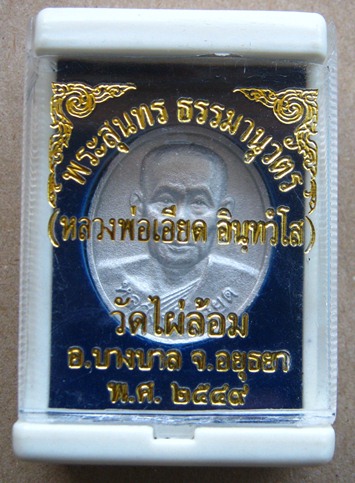 พระสุนทร ธรรมานุวัตร
(หลวงพ่อเอียด อินฺทวํโส)
วัดไผ่ล้อม
อ.บางบาล จ.อยุธยา
พ.ศ. ๒๕๔๙